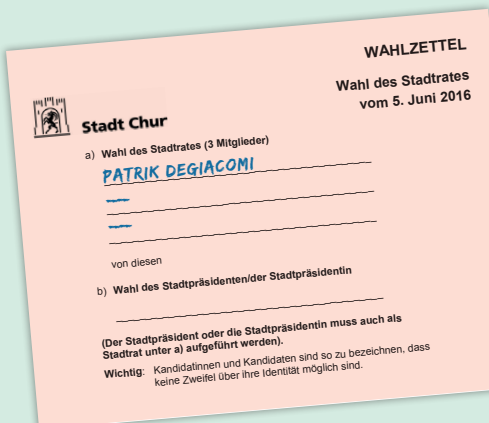 WAHLZETTEL
Wahl des Stadtrates
vom 5. Juni 2016
Stadt Chur
a) Wahl des Stadtrates (3 Mitglieder)
PATRIK DEGIACOMI
von diesen
b) Wahl des Stadtpräsidenten/der Stadtpräsidentin
(Der Stadtpräsident oder die Stadtpräsidentin muss auch als
Stadtrat unter a) aufgeführt werden).
Wichtig: Kandidatinnen und Kandidaten sind so zu bezeichnen, dass
keine Zweifel über ihre Identität möglich sind.